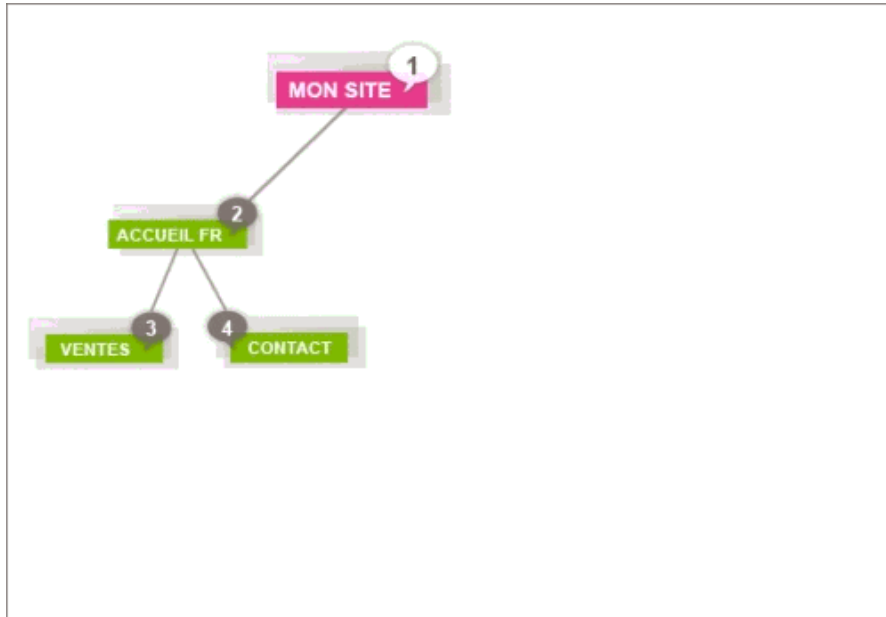 1
MON SITE
2
ACCUEIL FR
3
VENTES
4
CONTACT